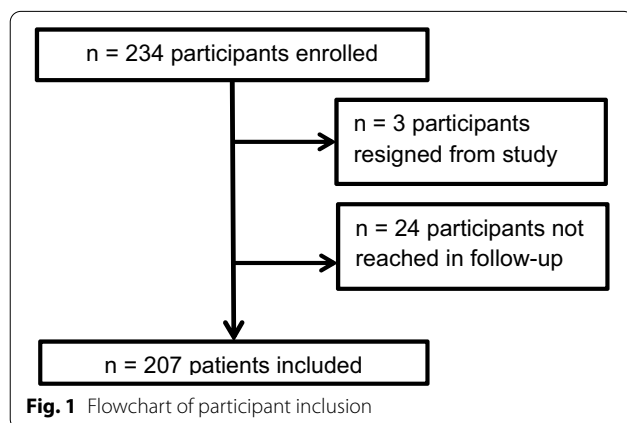 n = 234 participants enrolled
n = 3 participants
resigned from study
n = 24 participants not
reached in follow-up
n = 207 patients included
Fig. 1 Flowchart of participant inclusion